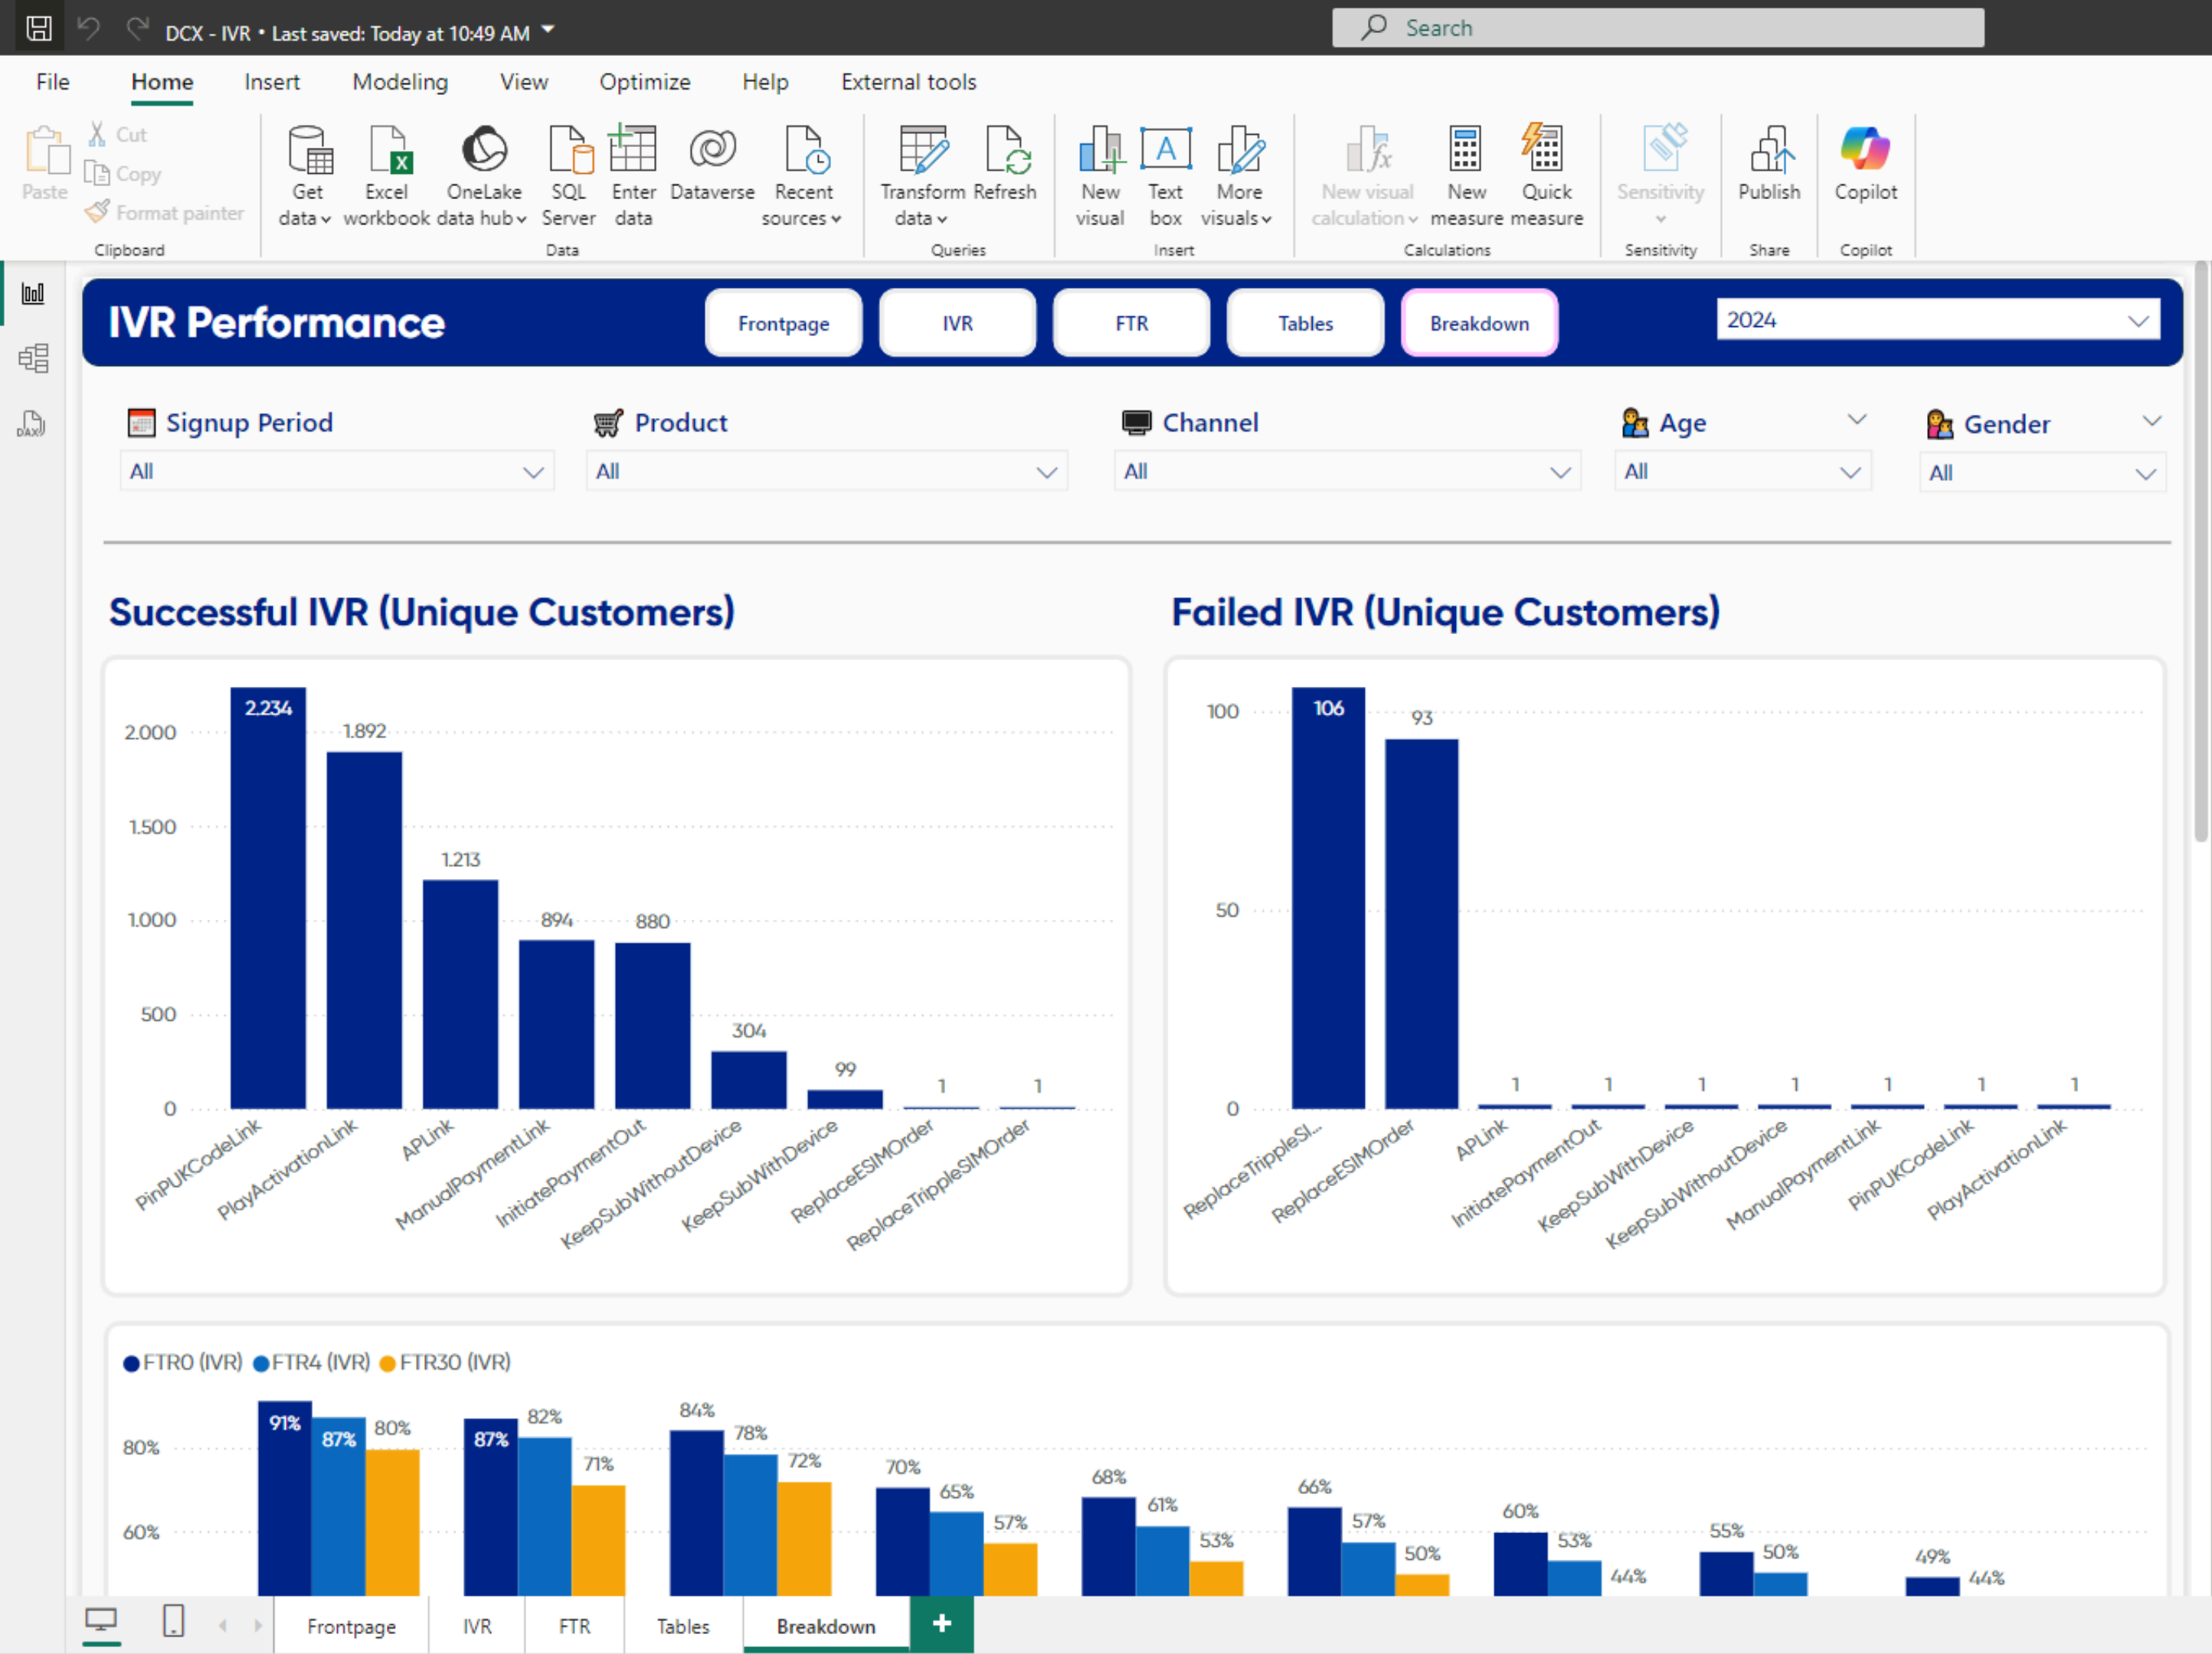 DCX - IVR • Last saved: Today at 10:49 AM
Search
File Home Insert Modeling View Optimize Help External tools
Paste
Cut
Copy
Format painter
Clipboard
Get data
Excel workbook
OneLake data hub
SQL Server
Enter data
Dataverse
Recent sources
Data
Transform data
Refresh
Queries
New visual
Text box
More visuals
Insert
New visual calculation
New measure
Quick measure
Calculations
Sensitivity
Sensitivity
Publish
Share
Copilot
Copilot
DAX
IVR Performance
Frontpage IVR FTR Tables Breakdown
2024
Signup Period Product Channel Age Gender
All All All All All
Successful IVR (Unique Customers)
2.000
1.500
1.000
500
0
2.234 1.892 1.213 894 880 304 99 1 1
PinPUKCodeLink
PlayActivationLink
APLink
ManualPaymentLink
InitiatePaymentOut
KeepSubWithoutDevice
KeepSubWithDevice
ReplaceESIMOrder
ReplaceTrippleSIMOrder
Failed IVR (Unique Customers)
100
50
0
106 93 1 1 1 1 1 1 1
ReplaceTrippleSI...
ReplaceESIMOrder
APLink
InitiatePaymentOut
KeepSubWithDevice
KeepSubWithoutDevice
ManualPaymentLink
PinPUKCodeLink
PlayActivationLink
FTR0 (IVR) FTR4 (IVR) FTR30 (IVR)
80%
60%
91% 87% 80%
87% 82% 71%
84% 78% 72%
70% 65% 57%
68% 61% 53%
66% 57% 50%
60% 53% 44%
55% 50%
49% 44%
Frontpage IVR FTR Tables Breakdown +